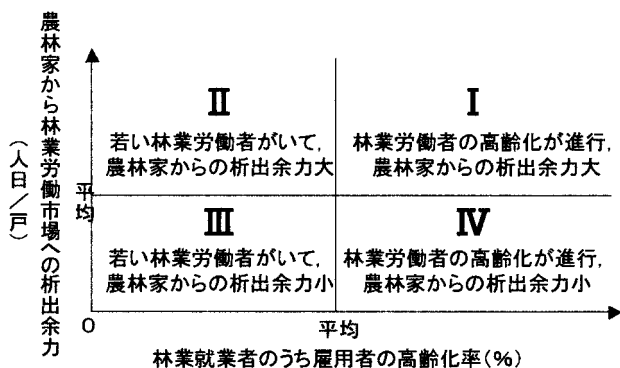 農林家から林業労働市場への析出余力
（人日／戸）
平均
Ⅱ
若い林業労働者がいて,
農林家からの析出余力大
Ⅰ
林業労働者の高齢化が進行,
農林家からの析出余力大
Ⅲ
若い林業労働者がいて,
農林家からの析出余力小
Ⅳ
林業労働者の高齢化が進行,
農林家からの析出余力小
O
平均
林業就業者のうち雇用者の高齢化率(%)